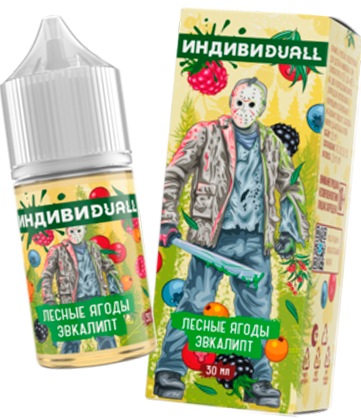 ИНДИВИDUALL
ЛЕСНЫЕ ЯГОДЫ
ЭВКАЛИПТ
ИНДИВИDUALL
ЛЕСНЫЕ ЯГОДЫ
ЭВКАЛИПТ
30 МЛ